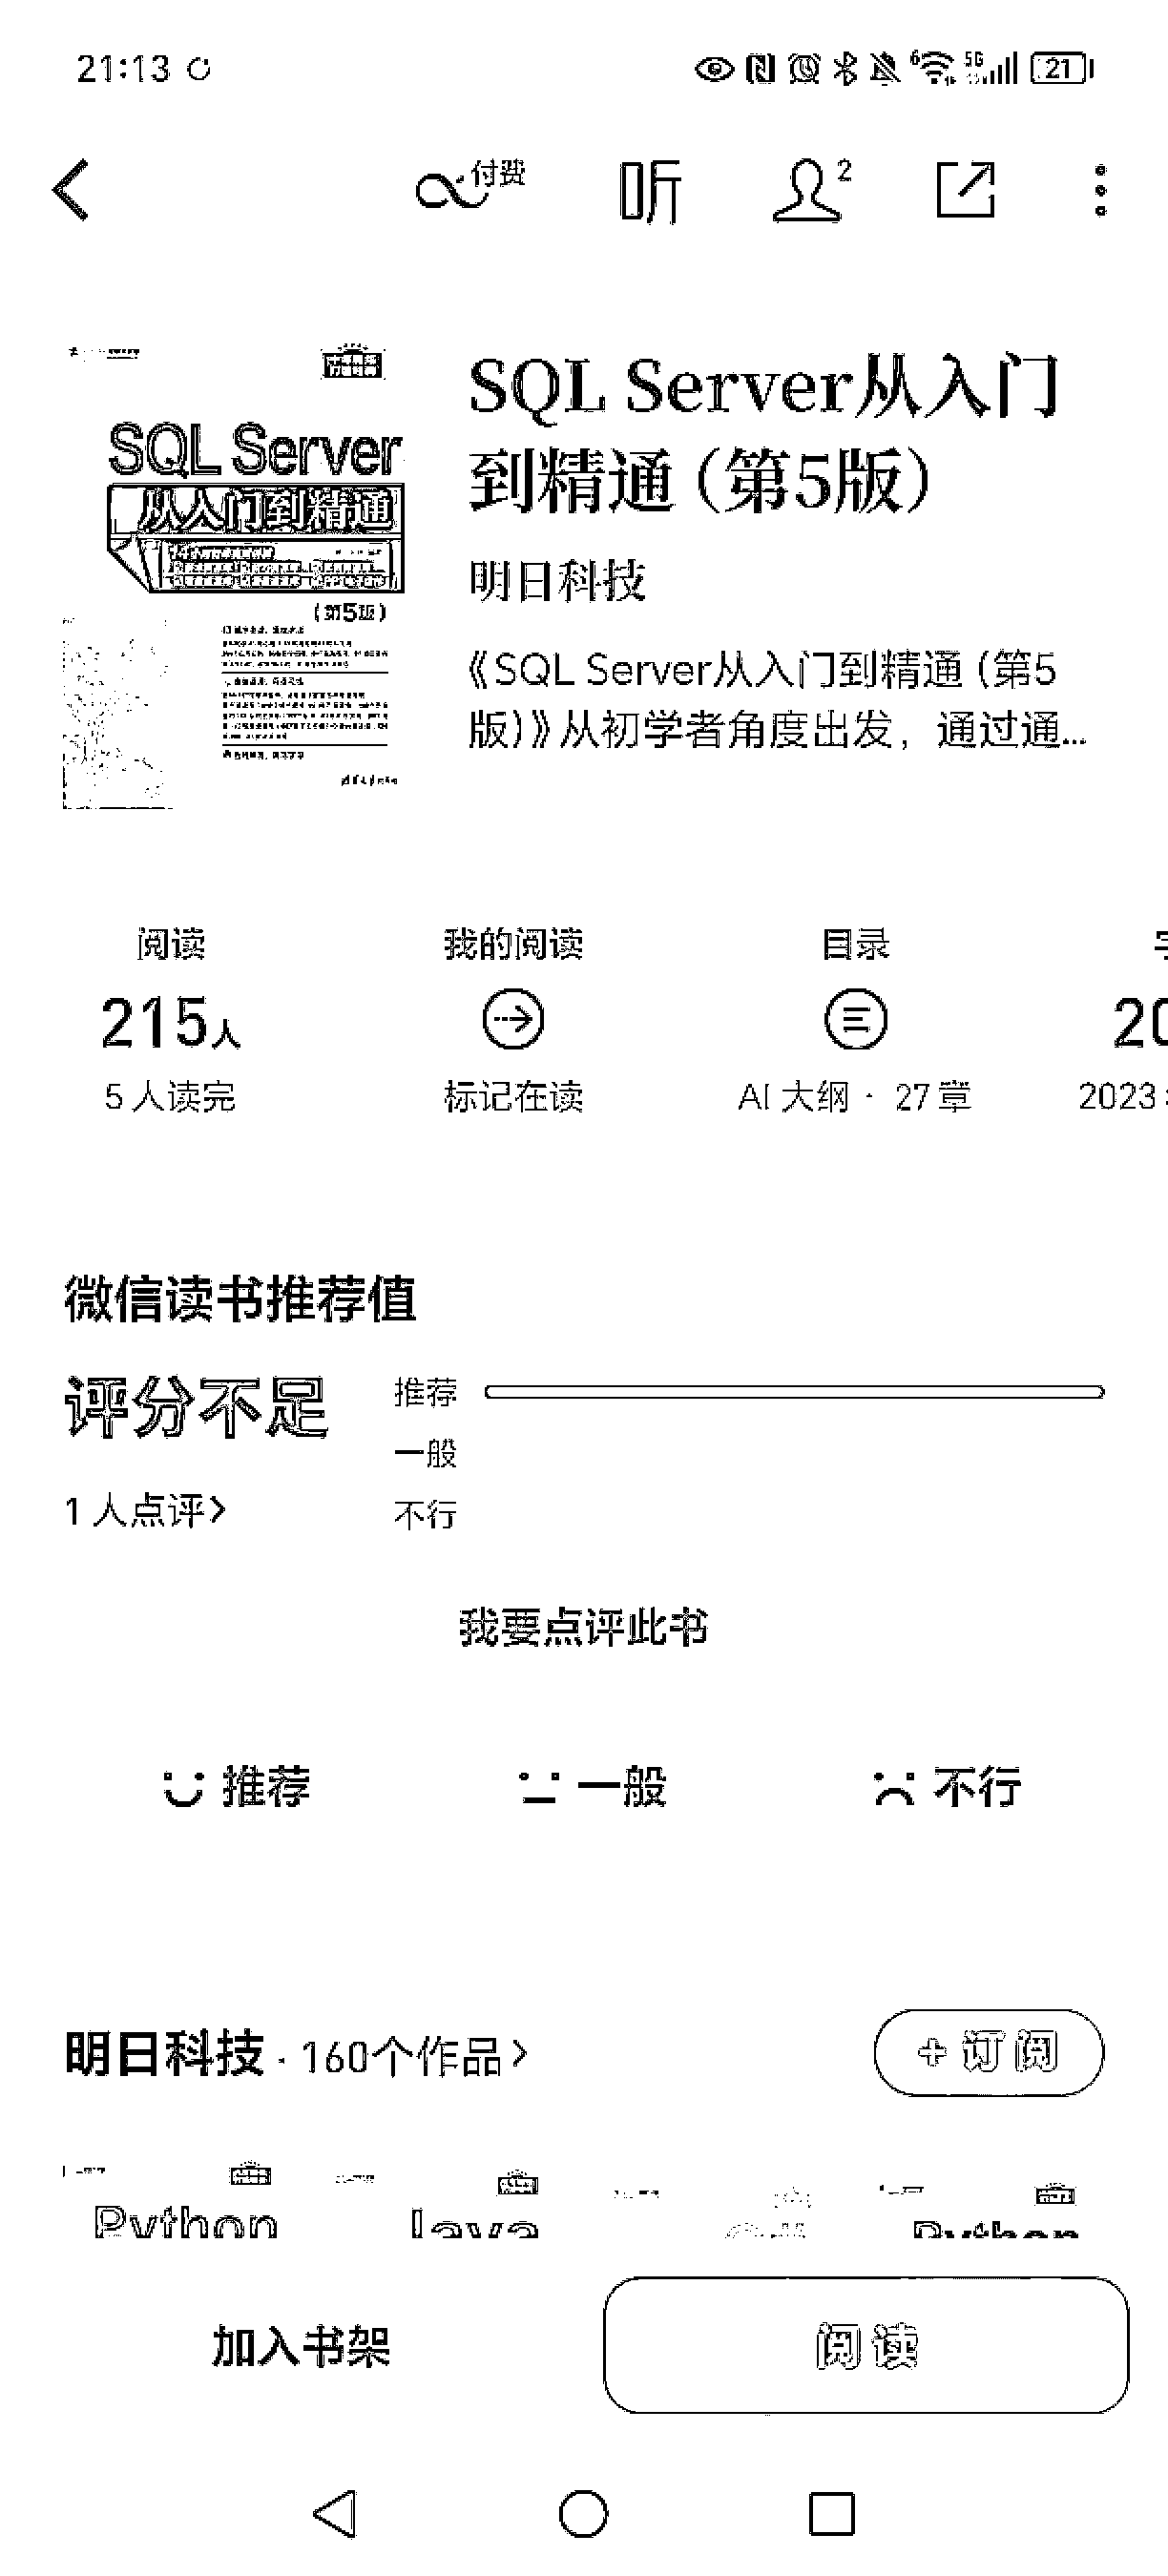 21:13
6 5G 21
付费 听 2
SQL Server
从入门到精通
(第5版)
SQL Server从入门
到精通（第5版）
明日科技
《SQL Server从入门到精通（第5
版）》从初学者角度出发，通过通...
阅读 我的阅读 目录
215人 20
5 人读完 标记在读 AI 大纲 · 27 章 2023
微信读书推荐值
评分不足
推荐
一般
不行
1 人点评>
我要点评此书
推荐 一般 不行
明日科技 · 160个作品>
+ 订阅
Python Java Python
加入书架 阅读